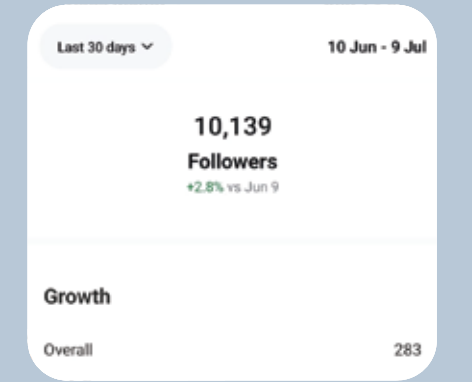 Last 30 days
10 Jun - 9 Jul
10,139
Followers
+2.8% vs Jun 9
Growth
Overall
283